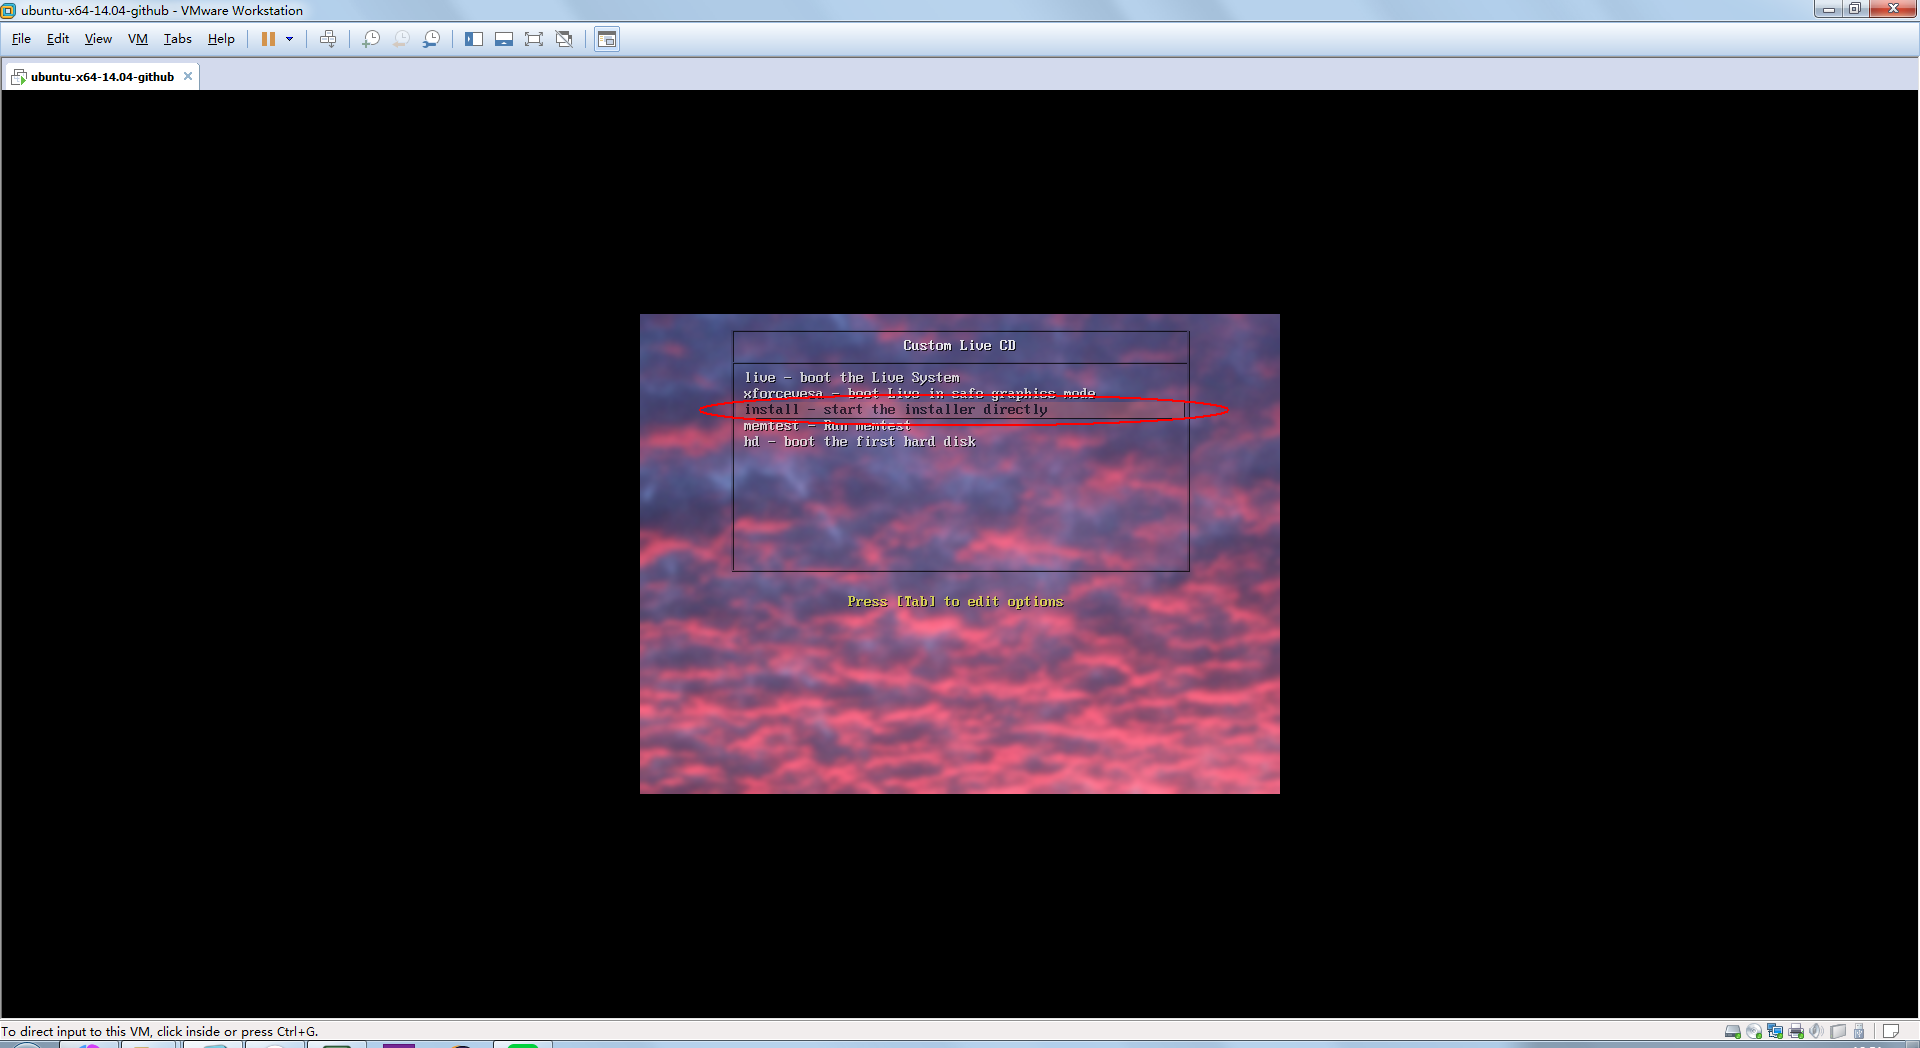 ubuntu-x64-14.04-github - VMware Workstation
File Edit View VM Tabs Help
ubuntu-x64-14.04-github
Custom Live CD
live - boot the Live System
xforcevesa - boot Live in safe graphics mode
install - start the installer directly
memtest - Run memtest
hd - boot the first hard disk
Press [Tab] to edit options
To direct input to this VM, click inside or press Ctrl+G.